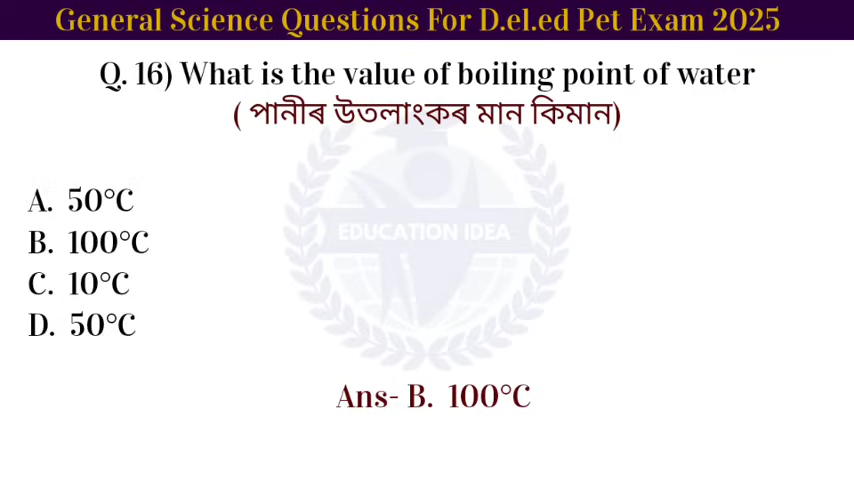 General Science Questions For D.el.ed Pet Exam 2025
Q. 16) What is the value of boiling point of water
( পানীৰ উতলাংকৰ মান কিমান)
EDUCATION IDEA
A. 50°C
B. 100°C
C. 10°C
D. 50°C
Ans- B. 100°C